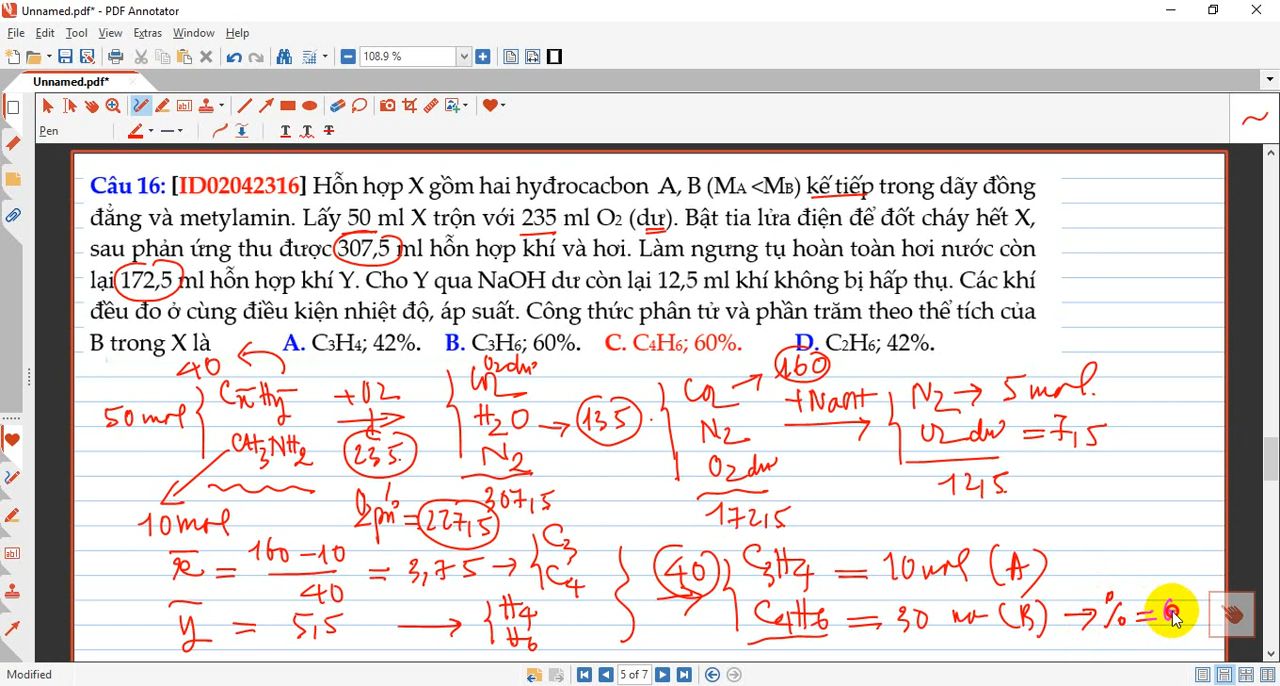 Unnamed.pdf* - PDF Annotator
File Edit Tool View Extras Window Help
108.9 %
Unnamed.pdf*
Pen
Câu 16: [ID02042316] Hỗn hợp X gồm hai hyđrocacbon A, B (MA <MB) kế tiếp trong dãy đồng
đẳng và metylamin. Lấy 50 ml X trộn với 235 ml O2 (dư). Bật tia lửa điện để đốt cháy hết X,
sau phản ứng thu được 307,5 ml hỗn hợp khí và hơi. Làm ngưng tụ hoàn toàn hơi nước còn
lại 172,5 ml hỗn hợp khí Y. Cho Y qua NaOH dư còn lại 12,5 ml khí không bị hấp thụ. Các khí
đều đo ở cùng điều kiện nhiệt độ, áp suất. Công thức phân tử và phần trăm theo thể tích của
B trong X là A. C3H4; 42%. B. C3H6; 60%. C. C4H6; 60%. D. C2H6; 42%.
40 O2 dư 160
50 mol CxHy + O2 CO2 CO2 +NaOH N2 → 5 mol.
CH3NH2 235 H2O → 135. N2 O2 dư = 7,5
N2 O2 dư 12,5
10 mol O2 pư = 227,5 307,5 172,5
x = 160 - 10 / 40 = 3,75 → C3 C4 40 C3H4 = 10 mol (A)
y = 5,5 → H4 H6 C4H6 = 30 (B) → % = 6
Modified 5 of 7